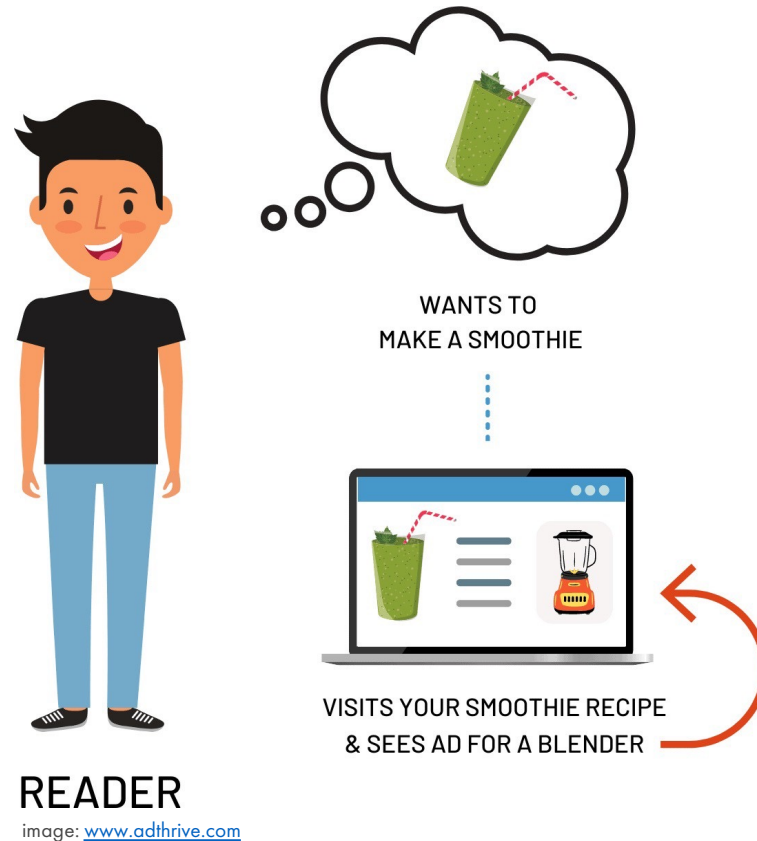 WANTS TO
MAKE A SMOOTHIE
VISITS YOUR SMOOTHIE RECIPE
& SEES AD FOR A BLENDER
READER
image: www.adthrive.com